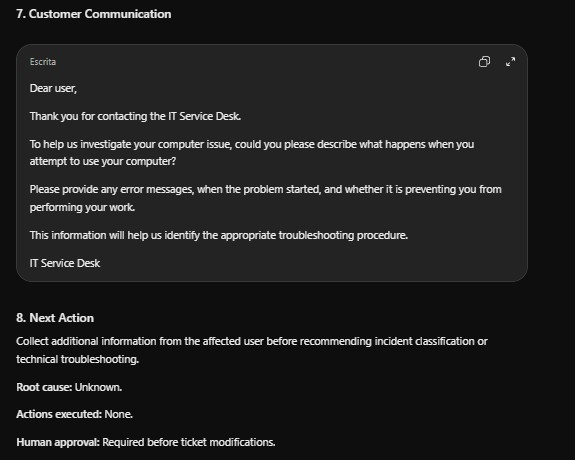 7. Customer Communication
Escrita
Dear user,
Thank you for contacting the IT Service Desk.
To help us investigate your computer issue, could you please describe what happens when you
attempt to use your computer?
Please provide any error messages, when the problem started, and whether it is preventing you from
performing your work.
This information will help us identify the appropriate troubleshooting procedure.
IT Service Desk
8. Next Action
Collect additional information from the affected user before recommending incident classification or
technical troubleshooting.
Root cause: Unknown.
Actions executed: None.
Human approval: Required before ticket modifications.